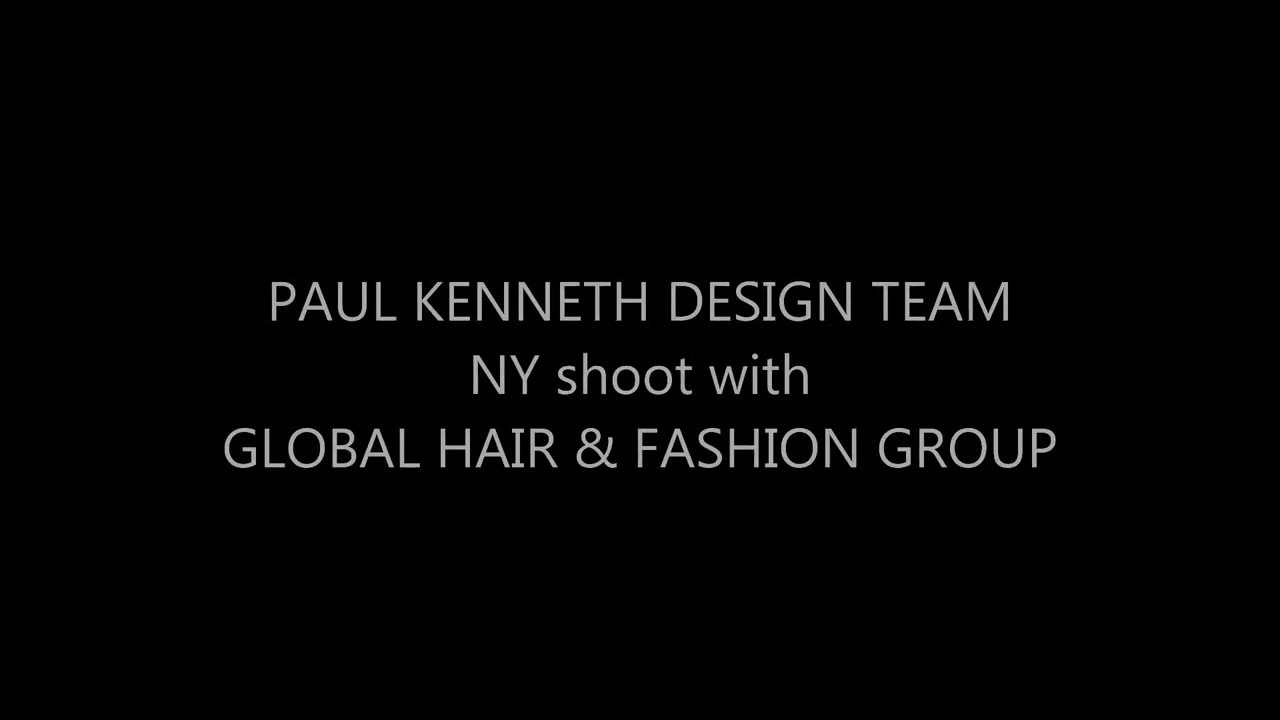 PAUL KENNETH DESIGN TEAM
NY shoot with
GLOBAL HAIR & FASHION GROUP